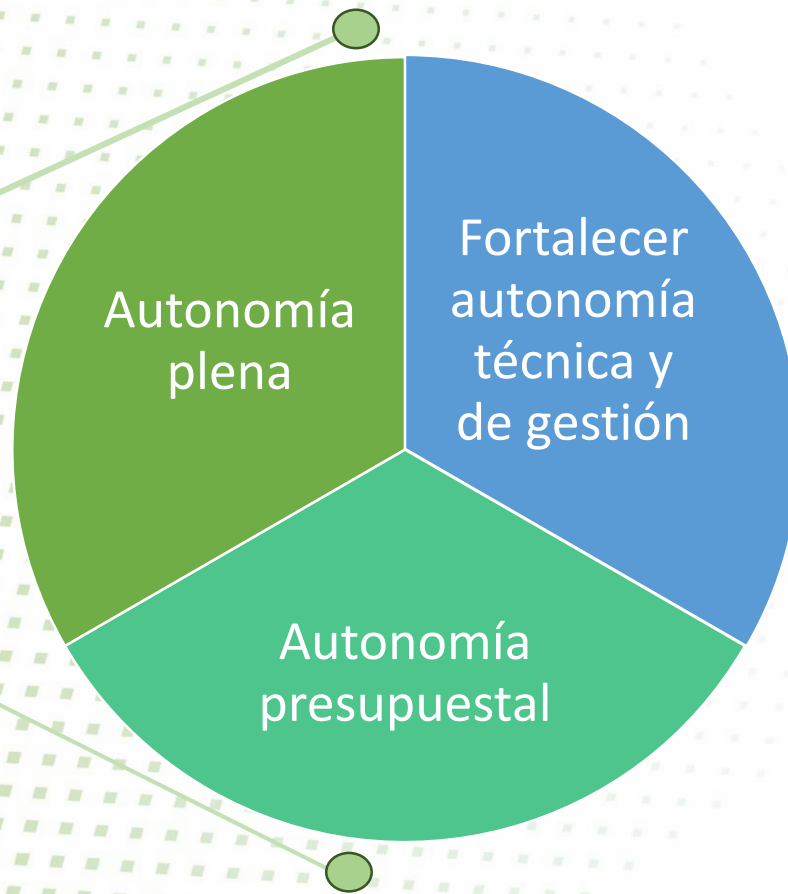 Autonomía
plena
Fortalecer
autonomía
técnica y
de gestión
Autonomía
presupuestal